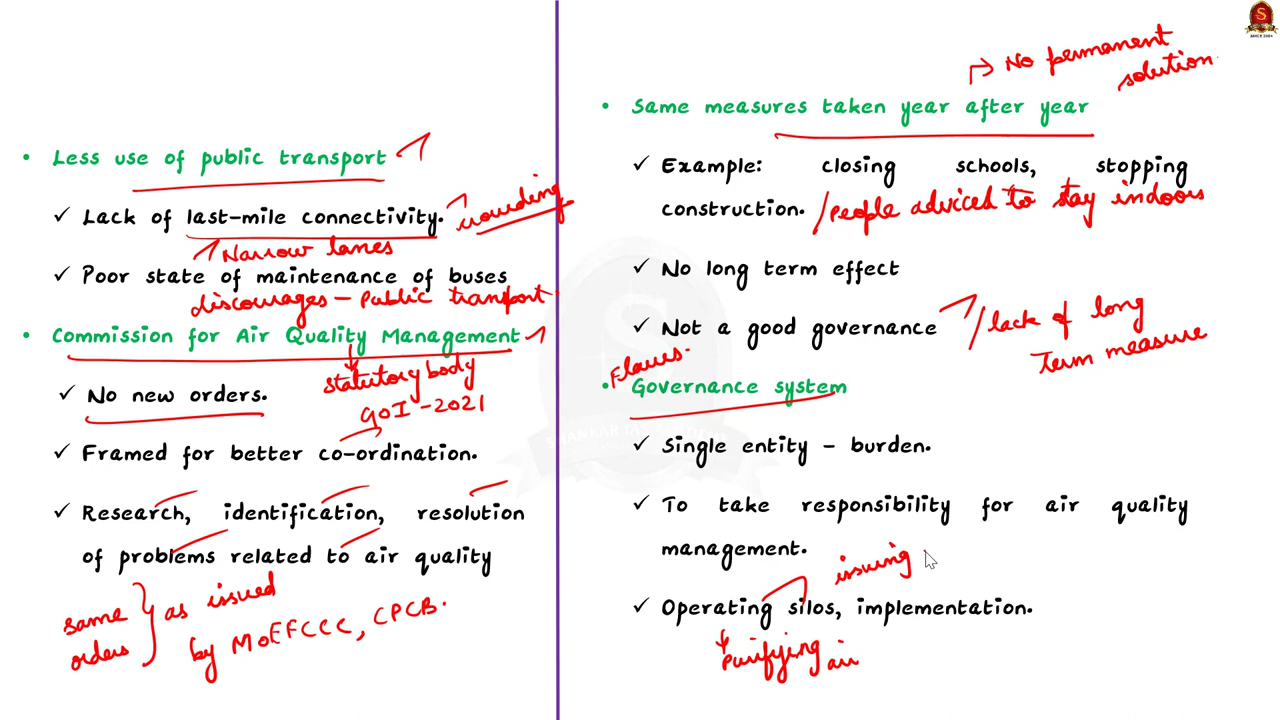 • Less use of public transport
✓ Lack of last-mile connectivity. crowding
Narrow lanes
✓ Poor state of maintenance of buses
discourages – Public transport
• Commission for Air Quality Management
statutory body
✓ No new orders.
GOI - 2021
✓ Framed for better co-ordination.
✓ Research, identification, resolution
of problems related to air quality
same
orders
as issued
by MoEFCCC, CPCB.
S
SINCE 2004
No permanent
solution
• Same measures taken year after year
✓ Example: closing schools, stopping
construction. /People adviced to stay indoors
✓ No long term effect
✓ Not a good governance /lack of long
term measure
Flaws.
• Governance system
✓ Single entity – burden.
✓ To take responsibility for air quality
management.
issuing
✓ Operating silos, implementation.
Purifying air